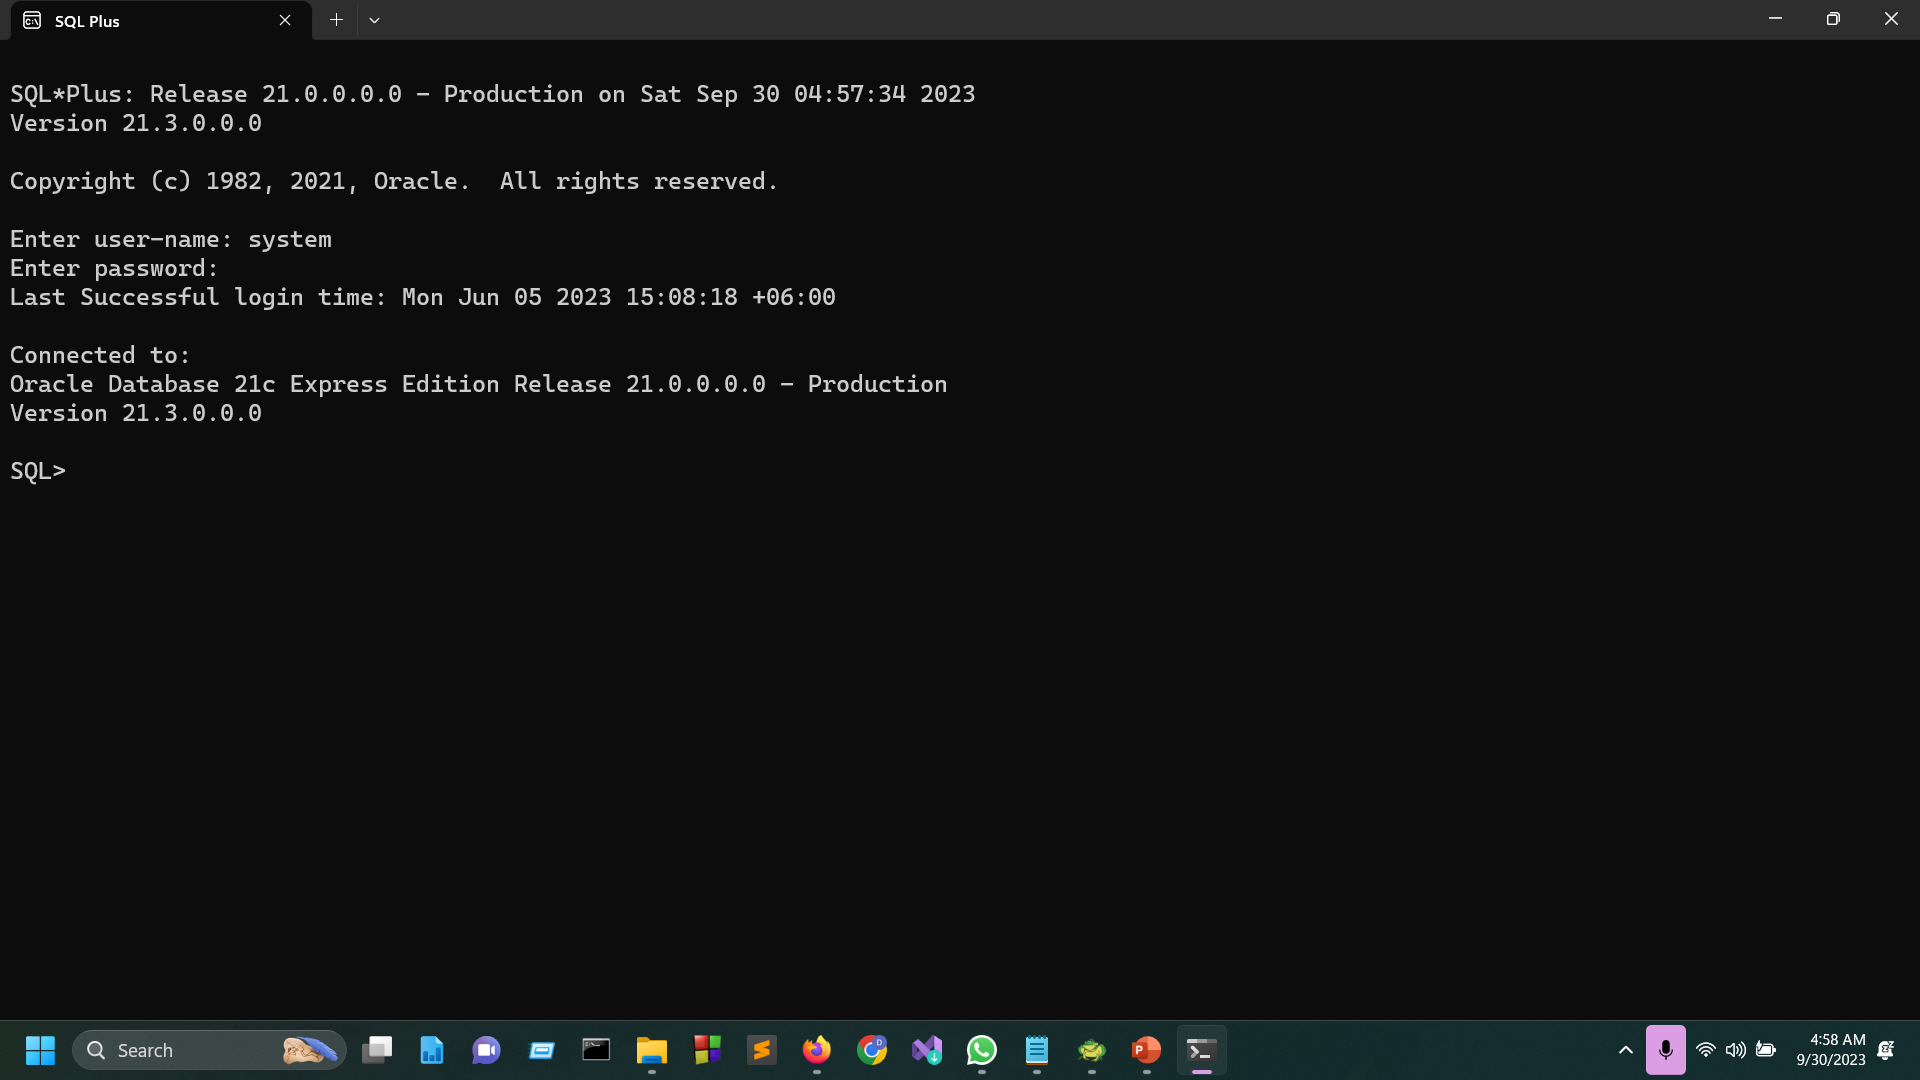 SQL Plus
SQL*Plus: Release 21.0.0.0.0 - Production on Sat Sep 30 04:57:34 2023
Version 21.3.0.0.0
Copyright (c) 1982, 2021, Oracle.  All rights reserved.
Enter user-name: system
Enter password:
Last Successful login time: Mon Jun 05 2023 15:08:18 +06:00
Connected to:
Oracle Database 21c Express Edition Release 21.0.0.0.0 - Production
Version 21.3.0.0.0
SQL>
Search
4:58 AM
9/30/2023